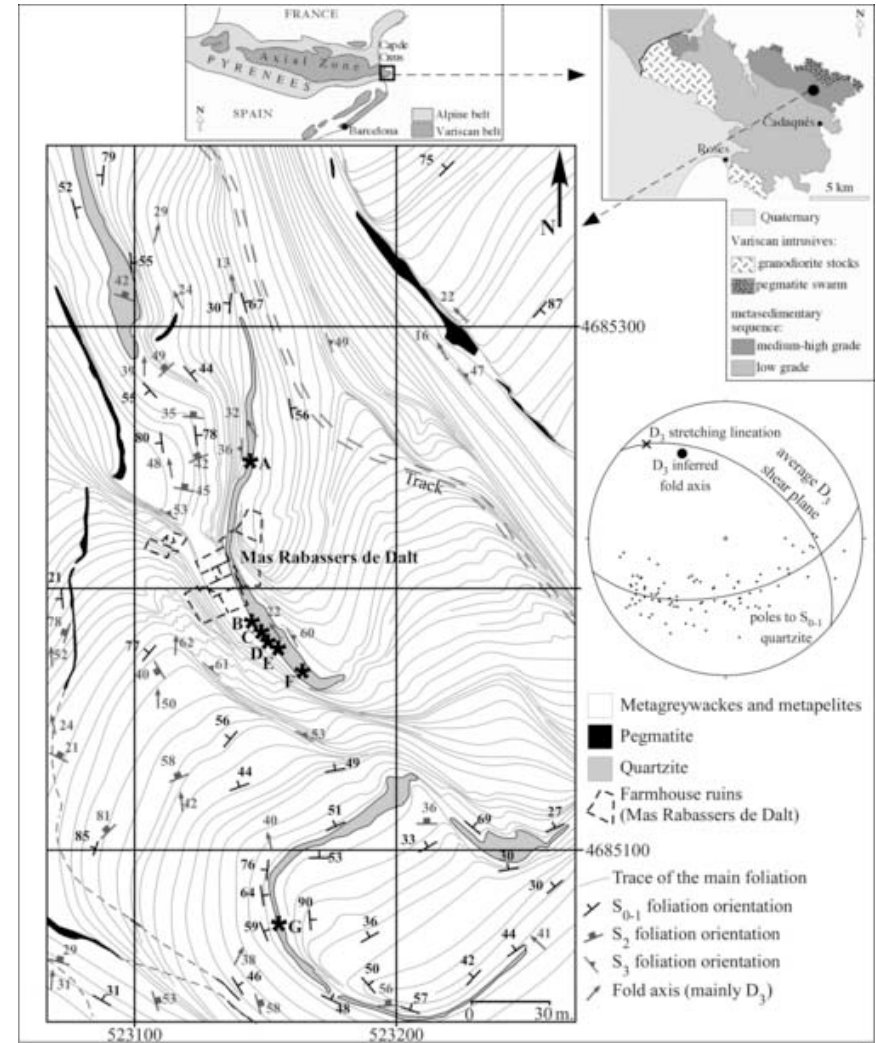 FRANCE
Cap de
Creus
Axial Zone
PYRENEES
SPAIN
N
Barcelona
Alpine belt
Variscan belt
N
Cadaqués
Roses
5 km
Quaternary
Variscan intrusives:
granodiorite stocks
pegmatite swarm
metasedimentary
sequence:
medium-high grade
low grade
79
75
52
29
N
55
13
42
24
30
67
22
87
4685300
16
49
49
39
44
47
55
35
32
56
80
78
36
42
A
48
45
Track
53
Mas Rabassers de Dalt
21
B
22
C
60
78
D
62
E
77
52
61
F
40
50
56
53
24
21
49
58
44
42
51
36
69
27
81
40
33
85
4685100
53
30
76
64
90
30
59
G
36
44
41
38
29
46
50
42
31
31
53
58
48
56
57
0
30 m.
523100
523200
D3 stretching lineation
D3 inferred
fold axis
average D3
shear plane
poles to S0-1
quartzite
Metagreywackes and metapelites
Pegmatite
Quartzite
Farmhouse ruins
(Mas Rabassers de Dalt)
Trace of the main foliation
S0-1 foliation orientation
S2 foliation orientation
S3 foliation orientation
Fold axis (mainly D3)